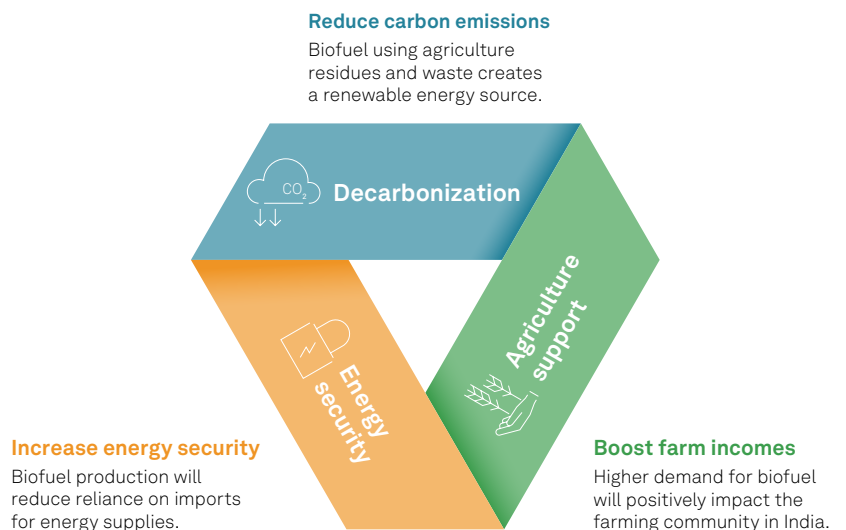 Reduce carbon emissions
Biofuel using agriculture
residues and waste creates
a renewable energy source.
CO₂
Decarbonization
Agriculture
support
Energy
security
Increase energy security
Biofuel production will
reduce reliance on imports
for energy supplies.
Boost farm incomes
Higher demand for biofuel
will positively impact the
farming community in India.